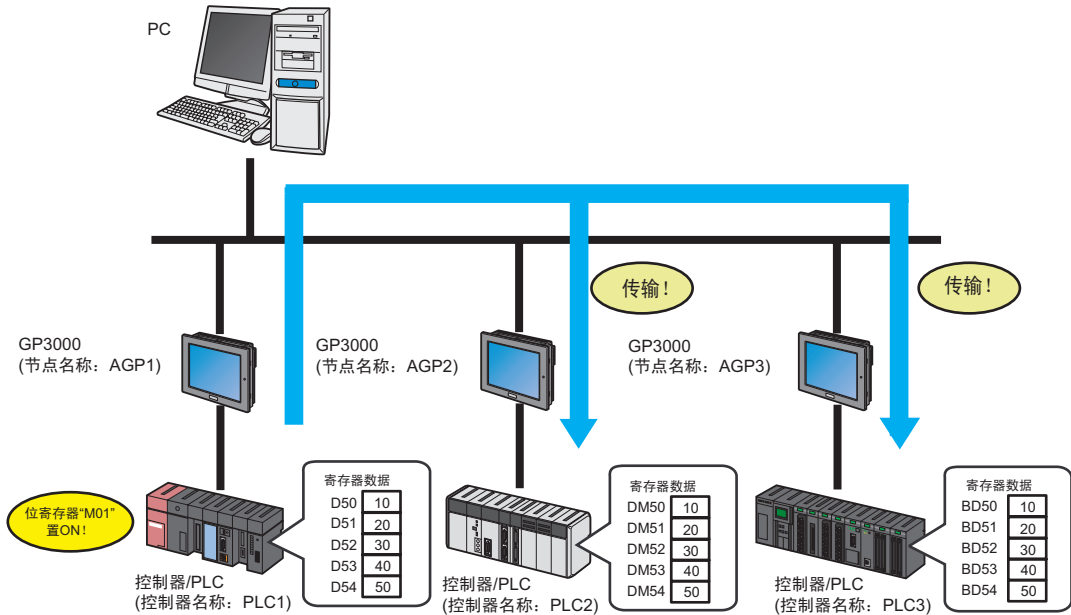 PC
传输！
传输！
GP3000
(节点名称：AGP1)
GP3000
(节点名称：AGP2)
GP3000
(节点名称：AGP3)
位寄存器“M01”
置ON！
寄存器数据
D50 10
D51 20
D52 30
D53 40
D54 50
控制器/PLC
(控制器名称：PLC1)
寄存器数据
DM50 10
DM51 20
DM52 30
DM53 40
DM54 50
控制器/PLC
(控制器名称：PLC2)
寄存器数据
BD50 10
BD51 20
BD52 30
BD53 40
BD54 50
控制器/PLC
(控制器名称：PLC3)